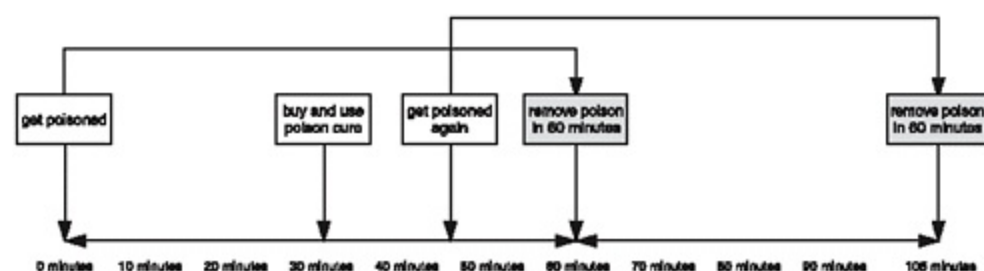 get poisoned
buy and use
poison cure
get poisoned
again
remove poison
in 60 minutes
remove poison
in 60 minutes
0 minutes 10 minutes 20 minutes 30 minutes 40 minutes 50 minutes 60 minutes 70 minutes 80 minutes 90 minutes 105 minutes